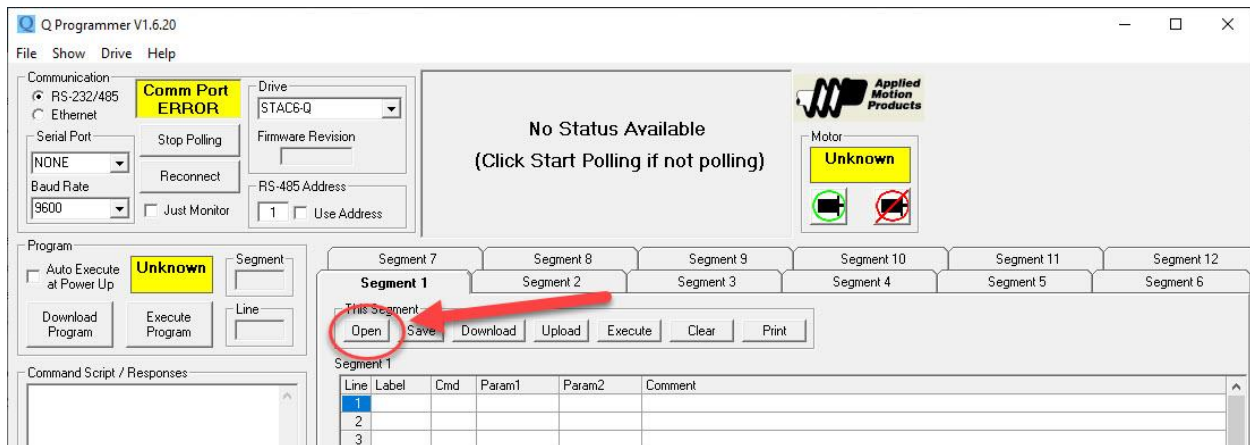 Q Programmer V1.6.20
File Show Drive Help
Communication
RS-232/485
Ethernet
Comm Port
ERROR
Serial Port
NONE
Baud Rate
9600
Stop Polling
Reconnect
Just Monitor
Drive
STAC6-Q
Firmware Revision
RS-485 Address
1 Use Address
No Status Available
(Click Start Polling if not polling)
Applied
Motion
Products
Motor
Unknown
Program
Auto Execute
at Power Up
Unknown
Segment
Download
Program
Execute
Program
Line
Command Script / Responses
Segment 7 Segment 8 Segment 9 Segment 10 Segment 11 Segment 12
Segment 1 Segment 2 Segment 3 Segment 4 Segment 5 Segment 6
This Segment
Open Save Download Upload Execute Clear Print
Segment 1
Line Label Cmd Param1 Param2 Comment
1
2
3